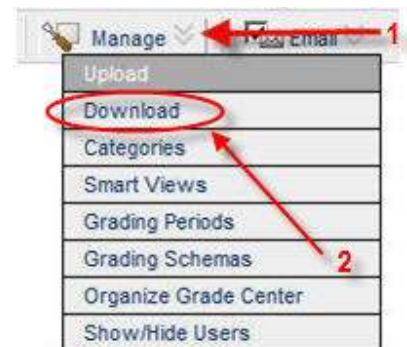 Manage Email 1
Upload
Download
Categories
Smart Views
Grading Periods
Grading Schemas 2
Organize Grade Center
Show/Hide Users